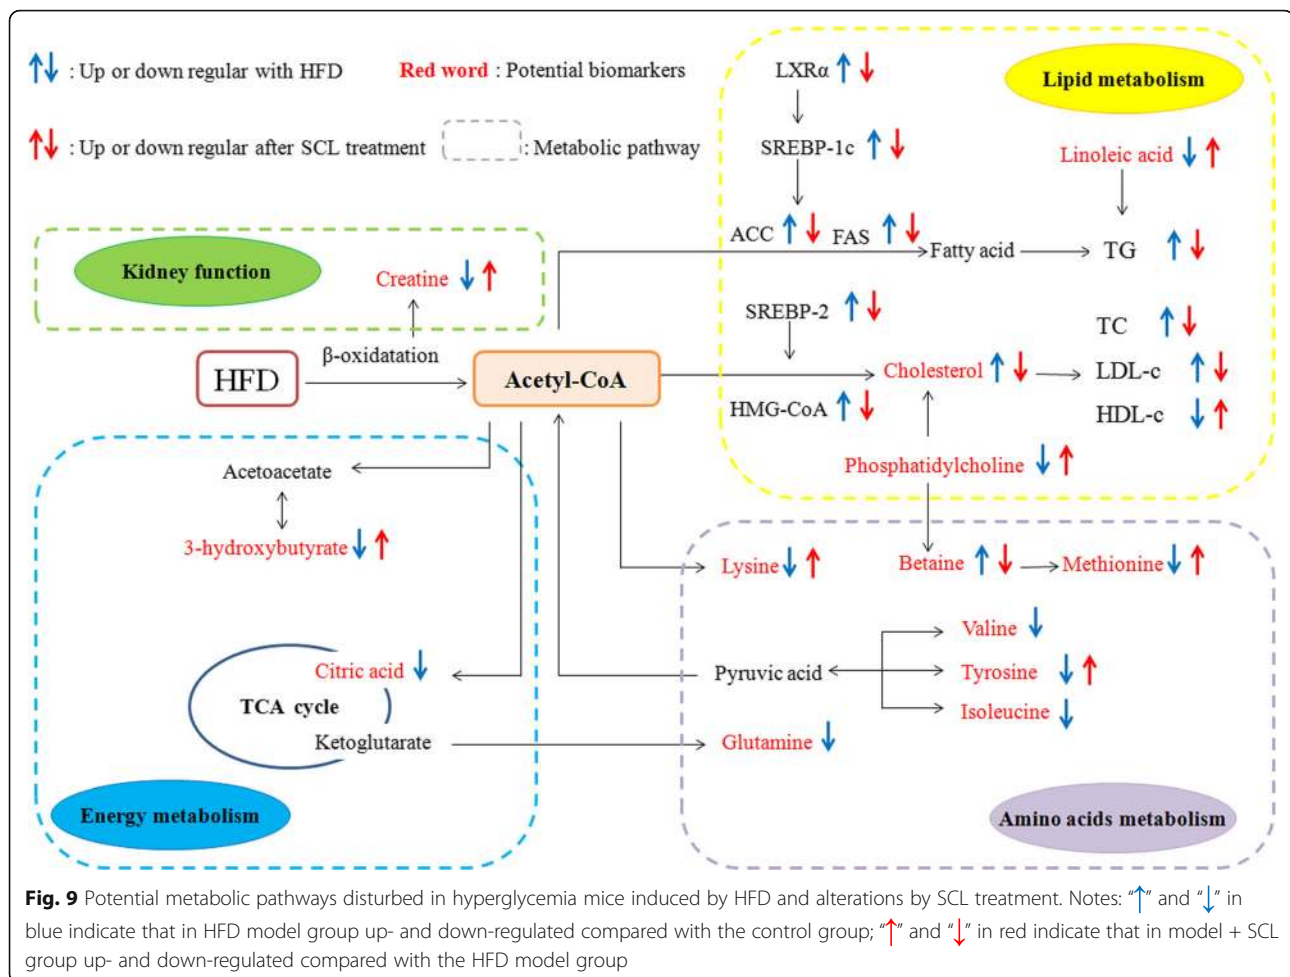 ↑↓ : Up or down regular with HFD
Red word : Potential biomarkers
↑↓ : Up or down regular after SCL treatment
: Metabolic pathway
LXRα ↑↓
Lipid metabolism
SREBP-1c ↑↓
Linoleic acid ↓↑
ACC ↑↓ FAS ↑↓
Fatty acid
TG ↑↓
Kidney function
Creatine ↓↑
SREBP-2 ↑↓
TC ↑↓
β-oxidatation
HFD
Acetyl-CoA
Cholesterol ↑↓
LDL-c ↑↓
HMG-CoA ↑↓
HDL-c ↓↑
Phosphatidylcholine ↓↑
Acetoacetate
3-hydroxybutyrate ↓↑
Lysine ↓↑
Betaine ↑↓
Methionine ↓↑
Valine ↓
Citric acid ↓
Pyruvic acid
Tyrosine ↓↑
TCA cycle
Isoleucine ↓
Ketoglutarate
Glutamine ↓
Energy metabolism
Amino acids metabolism
Fig. 9 Potential metabolic pathways disturbed in hyperglycemia mice induced by HFD and alterations by SCL treatment. Notes: “↑” and “↓” in
blue indicate that in HFD model group up- and down-regulated compared with the control group; “↑” and “↓” in red indicate that in model + SCL
group up- and down-regulated compared with the HFD model group